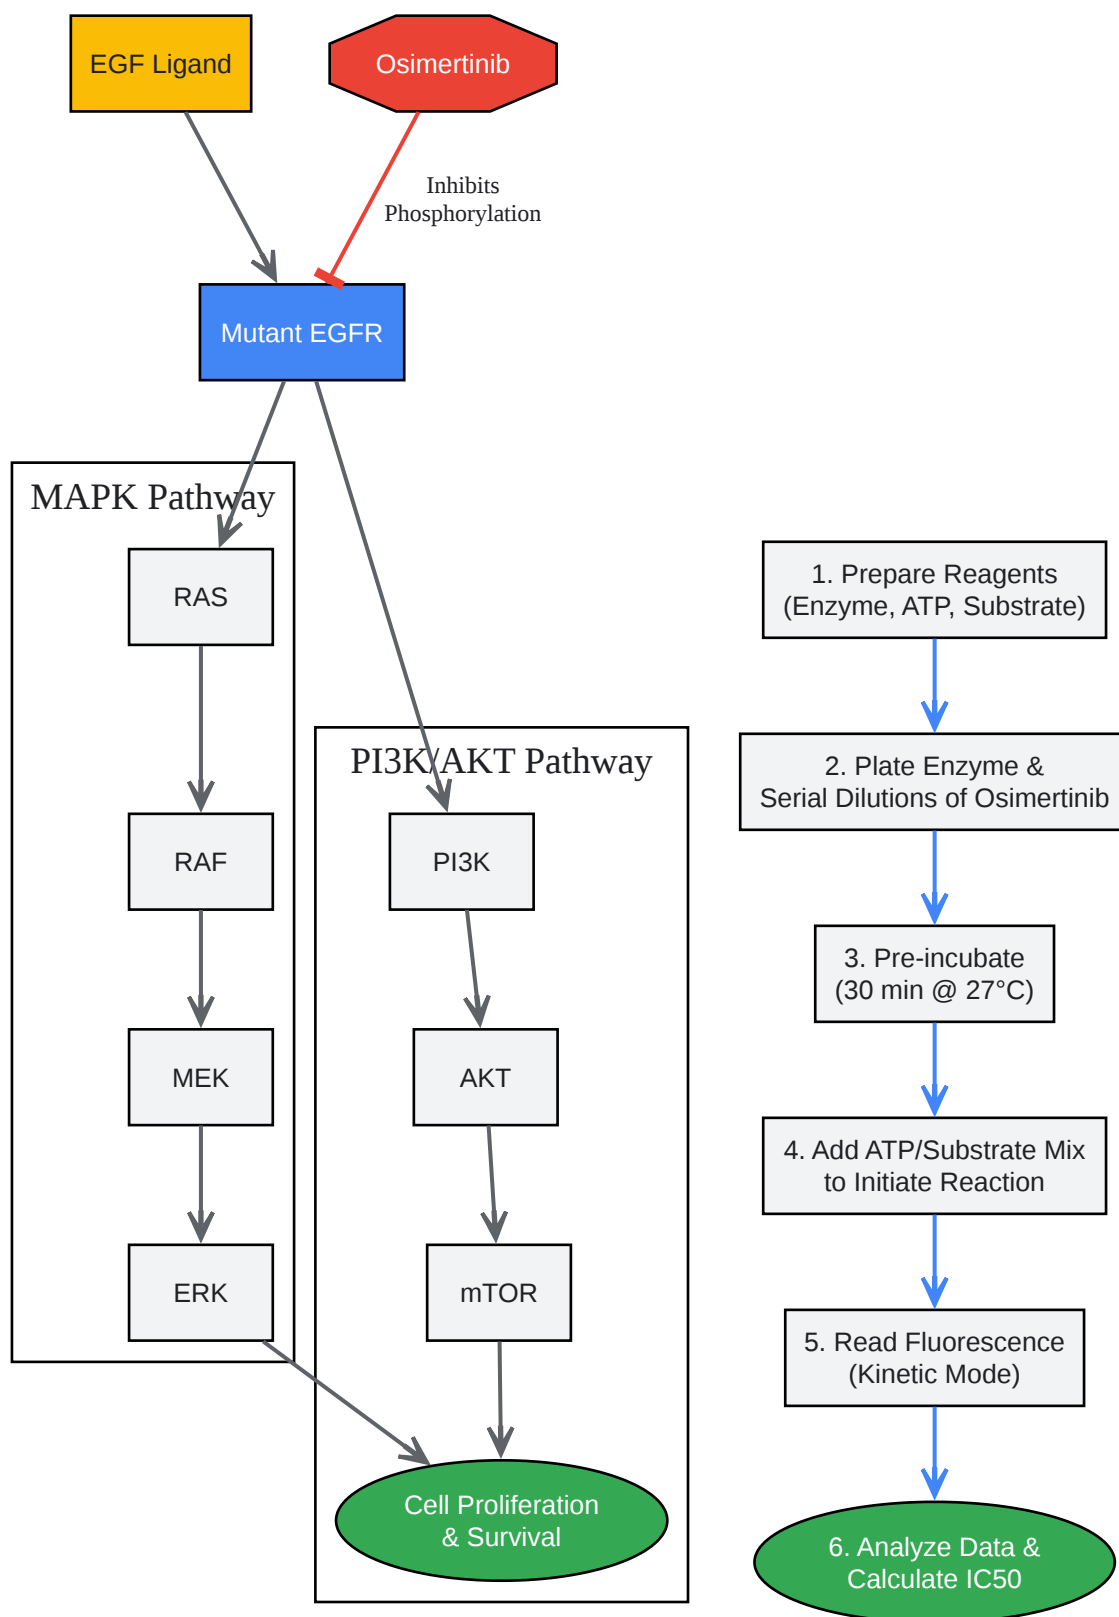 EGF Ligand
Osimertinib
Inhibits
Phosphorylation
Mutant EGFR
MAPK Pathway
RAS
RAF
MEK
ERK
PI3K/AKT Pathway
PI3K
AKT
mTOR
Cell Proliferation
& Survival
1. Prepare Reagents
(Enzyme, ATP, Substrate)
2. Plate Enzyme &
Serial Dilutions of Osimertinib
3. Pre-incubate
(30 min @ 27°C)
4. Add ATP/Substrate Mix
to Initiate Reaction
5. Read Fluorescence
(Kinetic Mode)
6. Analyze Data &
Calculate IC50